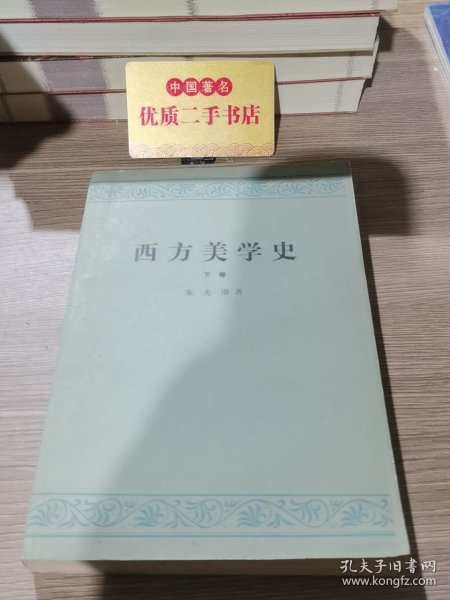 中国著名
优质二手书店
西方美学史
下卷
朱光潜著
孔夫子旧书网
www.kongfz.com